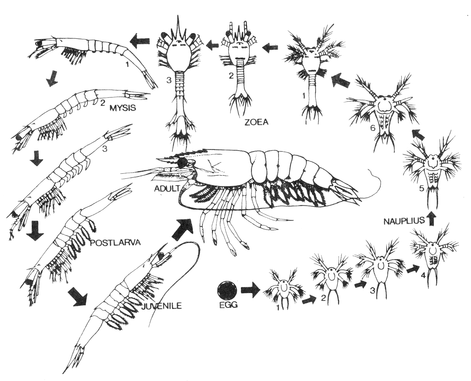 3
2
1
ZOEA
2
MYSIS
3
ADULT
6
5
NAUPLIUS
POSTLARVA
JUVENILE
EGG
1
2
3
4